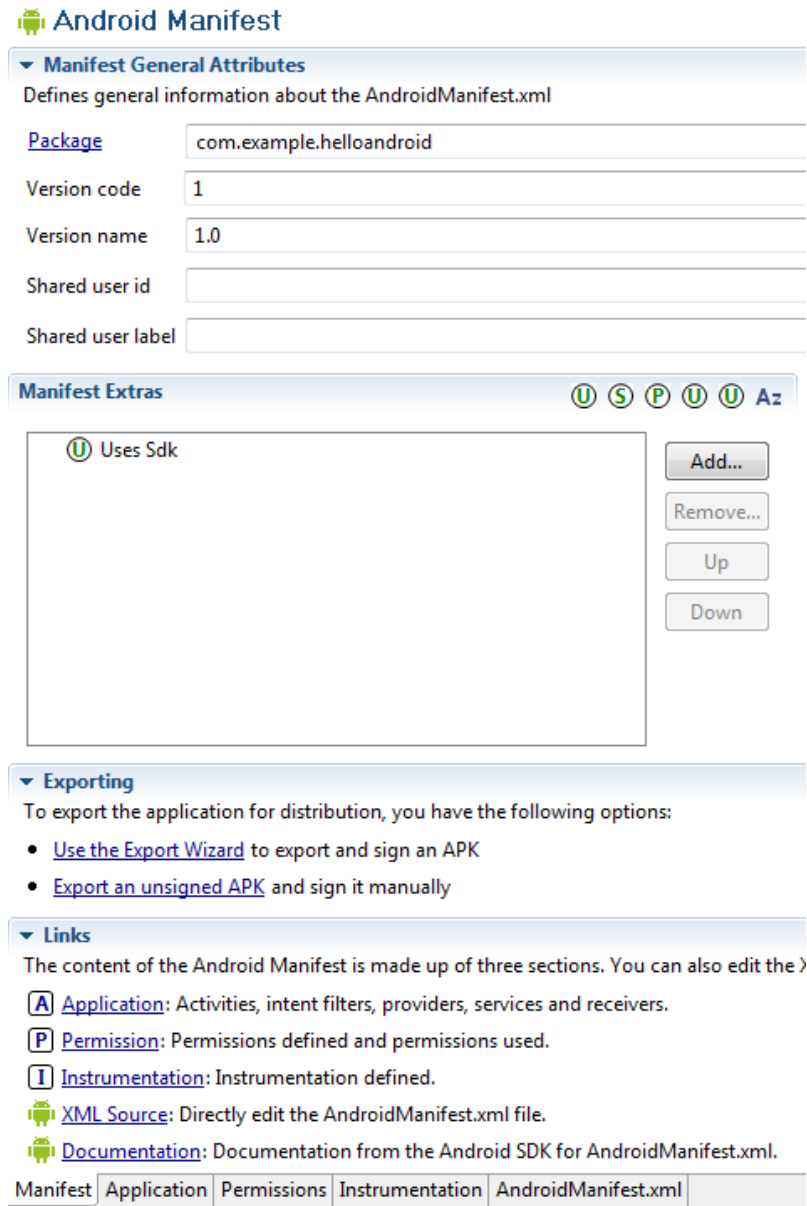 Android Manifest
Manifest General Attributes
Defines general information about the AndroidManifest.xml
Package com.example.helloandroid
Version code 1
Version name 1.0
Shared user id
Shared user label
Manifest Extras U S P U U Az
U Uses Sdk
Add...
Remove...
Up
Down
Exporting
To export the application for distribution, you have the following options:
• Use the Export Wizard to export and sign an APK
• Export an unsigned APK and sign it manually
Links
The content of the Android Manifest is made up of three sections. You can also edit the X
A Application: Activities, intent filters, providers, services and receivers.
P Permission: Permissions defined and permissions used.
I Instrumentation: Instrumentation defined.
XML Source: Directly edit the AndroidManifest.xml file.
Documentation: Documentation from the Android SDK for AndroidManifest.xml.
Manifest Application Permissions Instrumentation AndroidManifest.xml